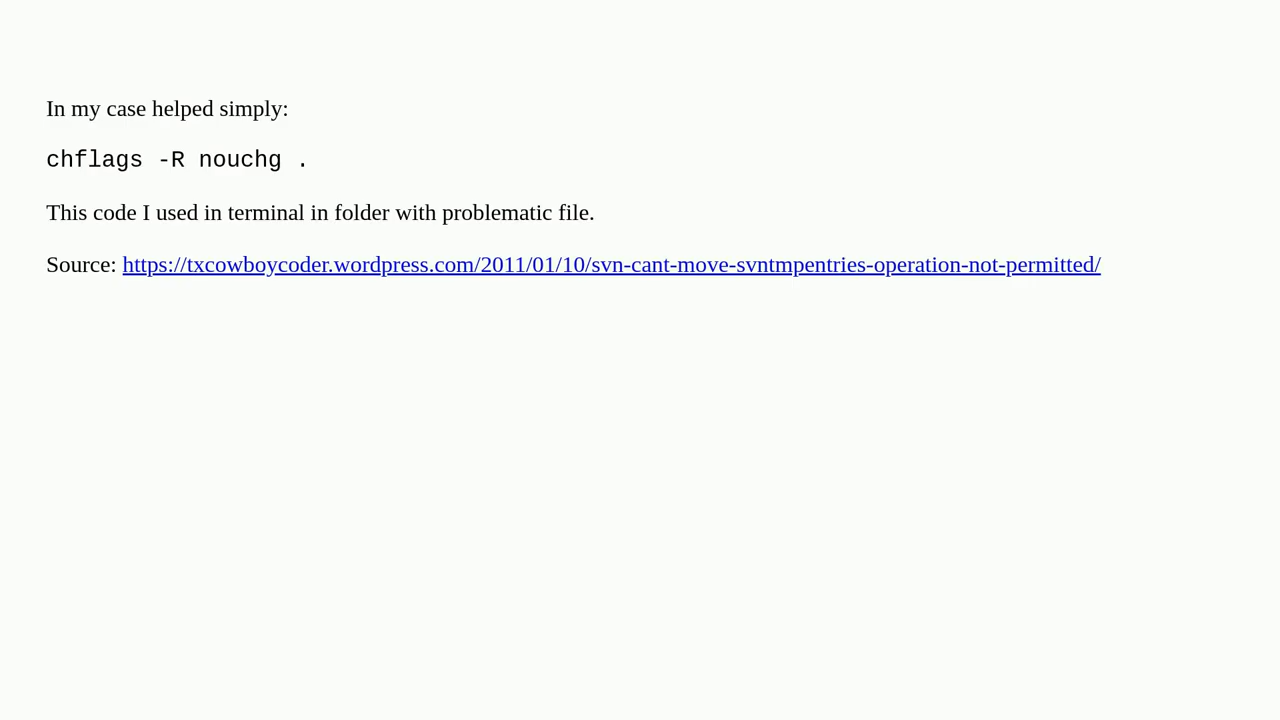 In my case helped simply:
chflags -R nouchg .
This code I used in terminal in folder with problematic file.
Source: https://txcowboycoder.wordpress.com/2011/01/10/svn-cant-move-svntmpentries-operation-not-permitted/